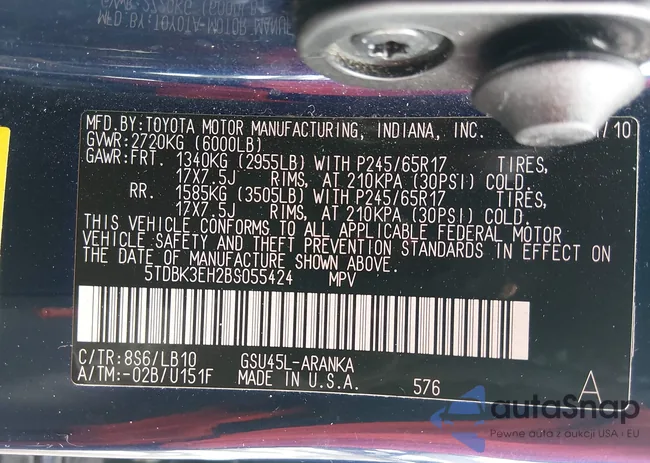 MFD.BY:TOYOTA MOTOR MANUFACTURING, INDIANA, INC. /10
GVWR:2720KG (6000LB)
GAWR:FRT. 1340KG (2955LB) WITH P245/65R17 TIRES,
17X7.5J RIMS, AT 210KPA (30PSI) COLD.
RR. 1585KG (3505LB) WITH P245/65R17 TIRES,
17X7.5J RIMS, AT 210KPA (30PSI) COLD.
THIS VEHICLE CONFORMS TO ALL APPLICABLE FEDERAL MOTOR
VEHICLE SAFETY AND THEFT PREVENTION STANDARDS IN EFFECT ON
THE DATE OF MANUFACTURE SHOWN ABOVE.
5TDBK3EH2BS055424 MPV
C/TR:8S6/LB10 GSU45L-ARANKA
A/TM:-02B/U151F MADE IN U.S.A. 576 A
autoSnap
Pewne auta z aukcji USA i EU